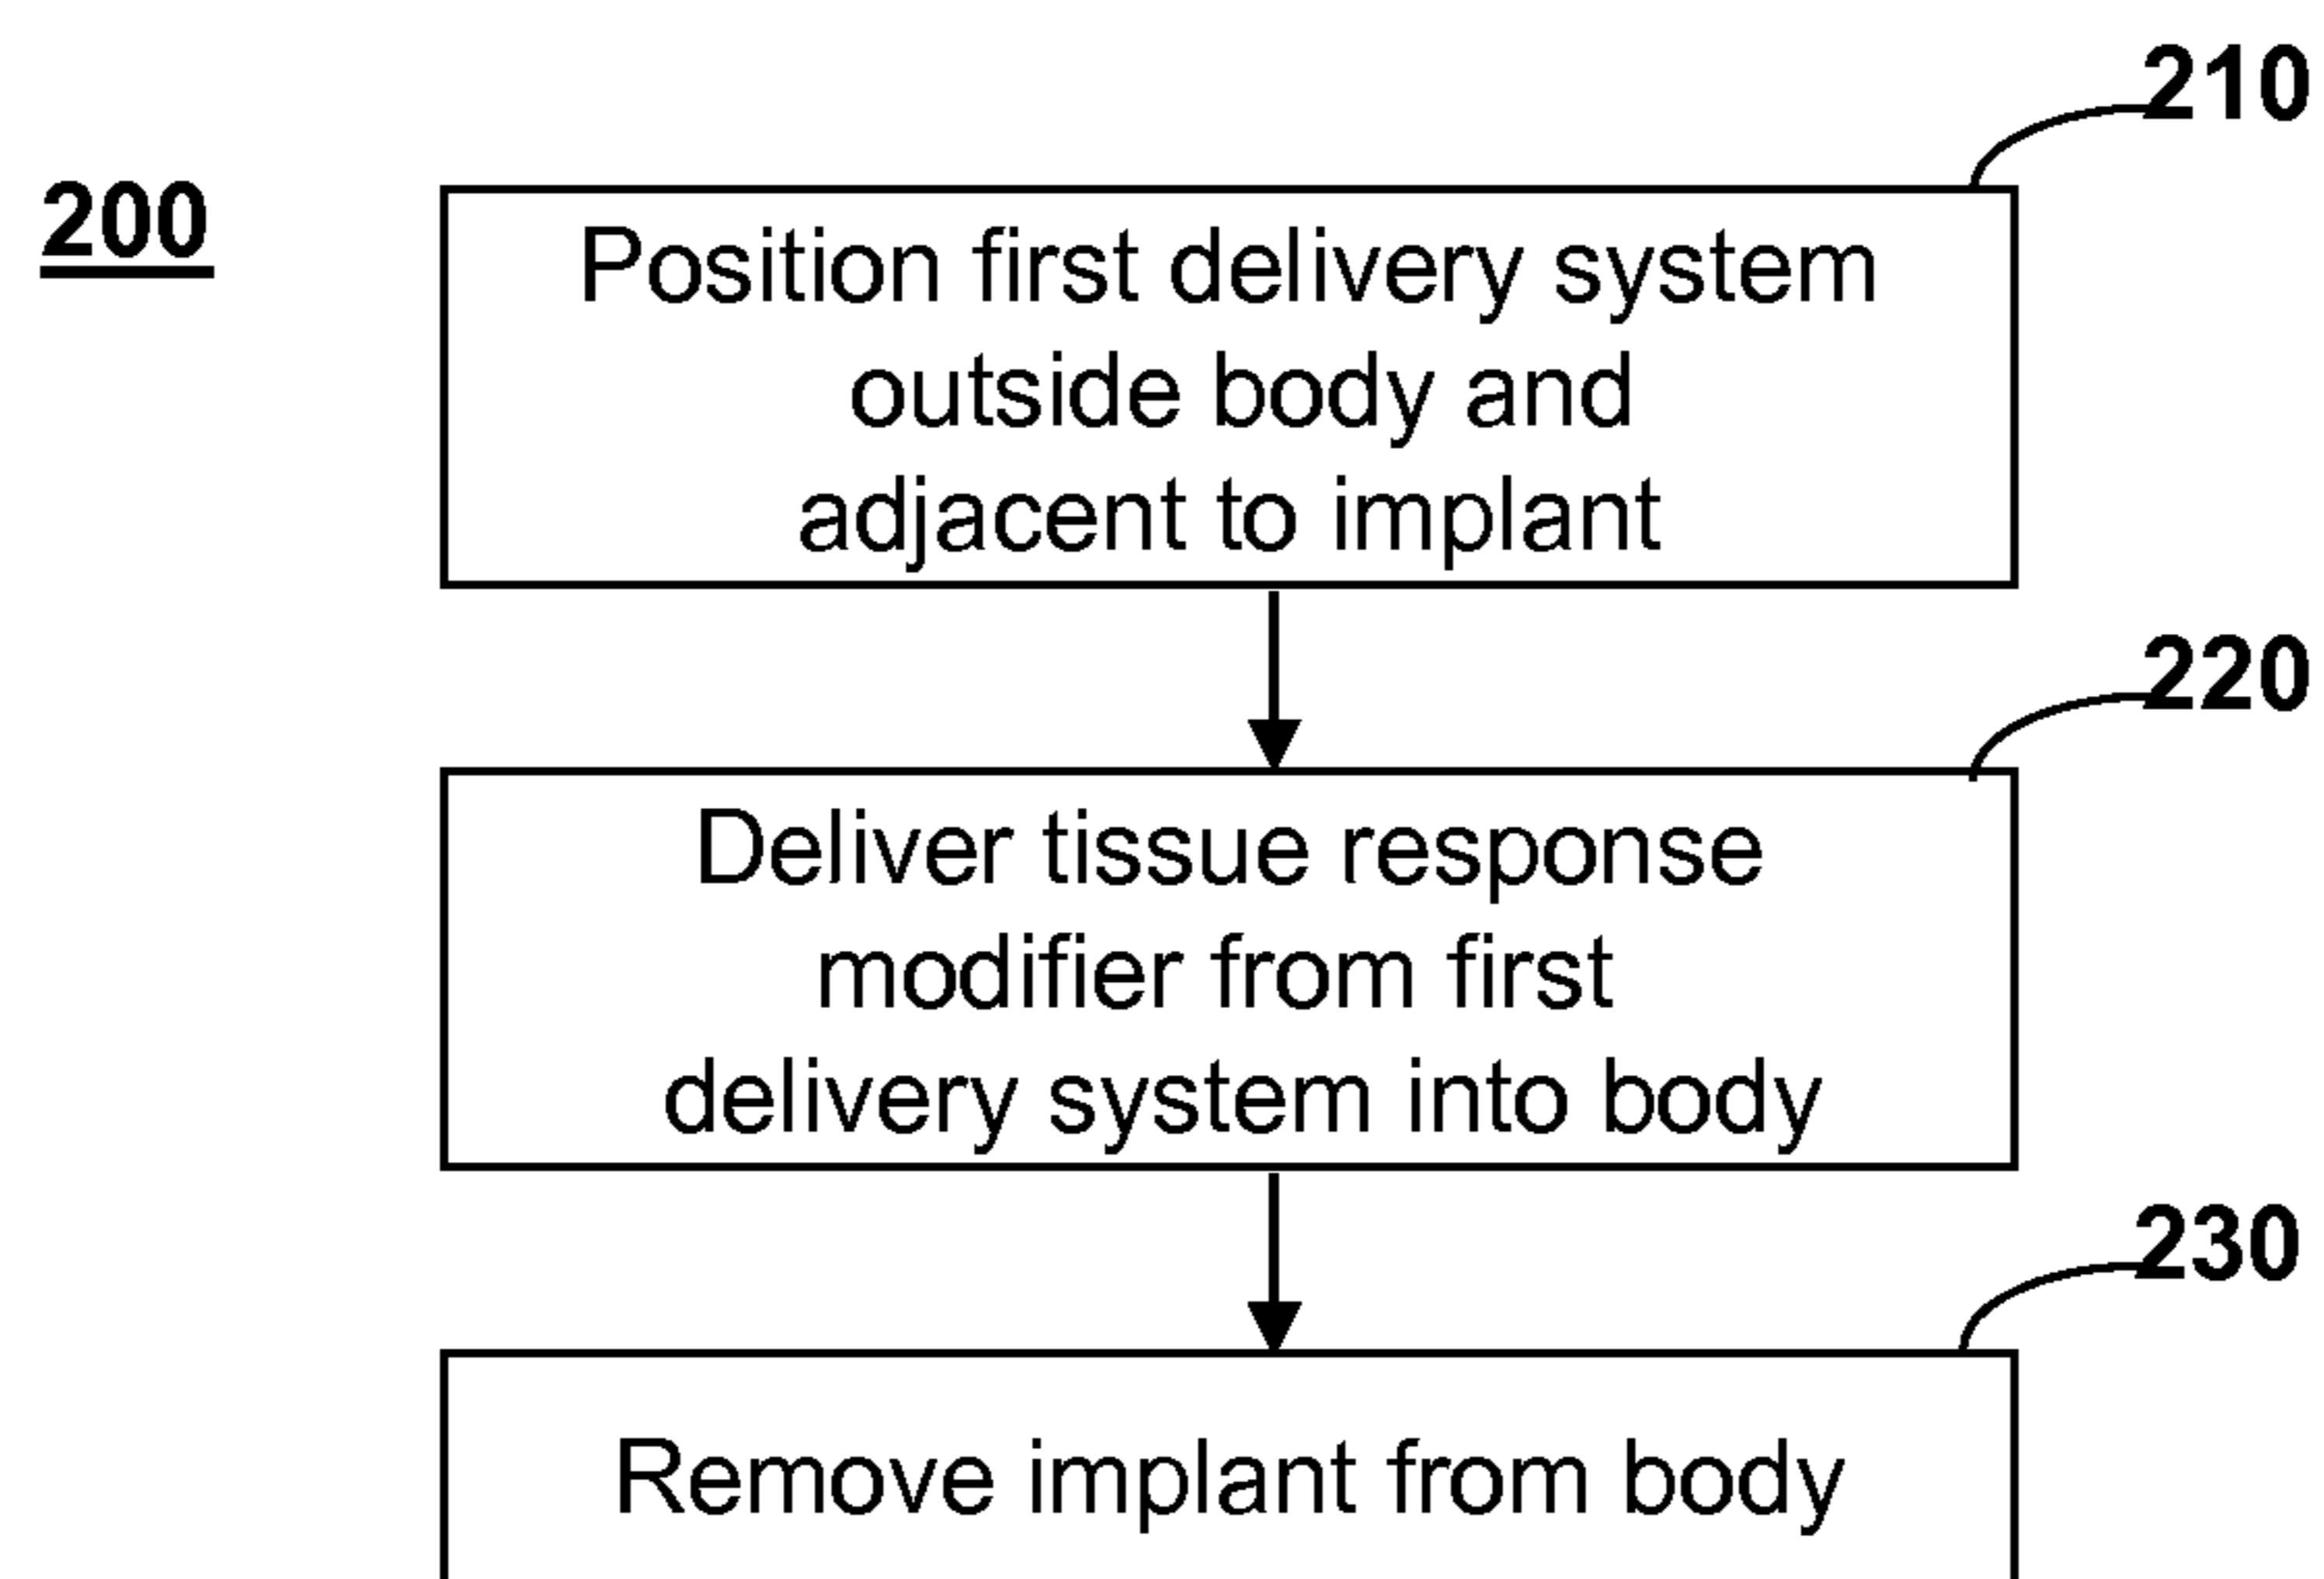 210
200
Position first delivery system
outside body and
adjacent to implant
220
Deliver tissue response
modifier from first
delivery system into body
230
Remove implant from body